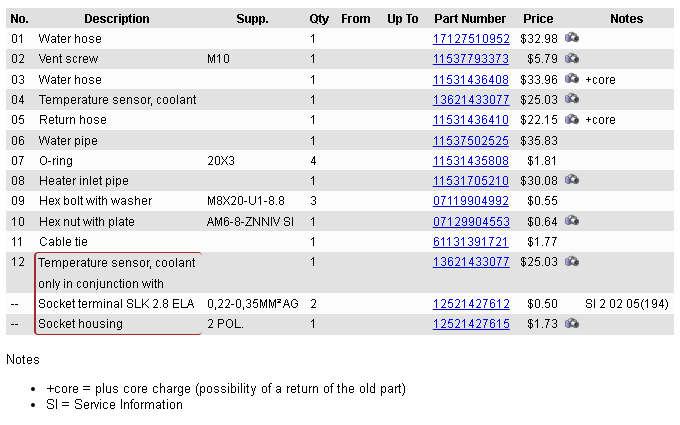 No. Description Supp. Qty From Up To Part Number Price Notes
01 Water hose 1 17127510952 $32.98
02 Vent screw M10 1 11537793373 $5.79
03 Water hose 1 11531436408 $33.96 +core
04 Temperature sensor, coolant 1 13621433077 $25.03
05 Return hose 1 11531436410 $22.15 +core
06 Water pipe 1 11537502525 $35.83
07 O-ring 20X3 4 11531435808 $1.81
08 Heater inlet pipe 1 11531705210 $30.08
09 Hex bolt with washer M8X20-U1-8.8 3 07119904992 $0.55
10 Hex nut with plate AM6-8-ZNNIV SI 1 07129904553 $0.64
11 Cable tie 1 61131391721 $1.77
12 Temperature sensor, coolant 1 13621433077 $25.03
only in conjunction with
-- Socket terminal SLK 2.8 ELA 0,22-0,35MM² AG 2 12521427612 $0.50 SI 2 02 05(194)
-- Socket housing 2 POL. 1 12521427615 $1.73
Notes
• +core = plus core charge (possibility of a return of the old part)
• SI = Service Information